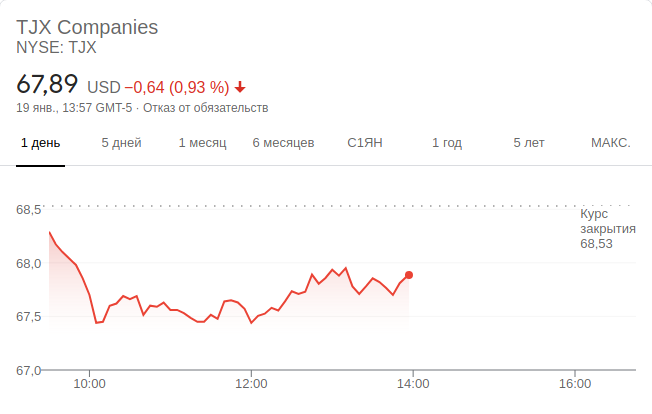 TJX Companies
NYSE: TJX
67,89 USD −0,64 (0,93 %)
19 янв., 13:57 GMT-5 · Отказ от обязательств
1 день 5 дней 1 месяц 6 месяцев С1ЯН 1 год 5 лет МАКС.
68,5
Курс
закрытия
68,53
68,0
67,5
67,0
10:00 12:00 14:00 16:00